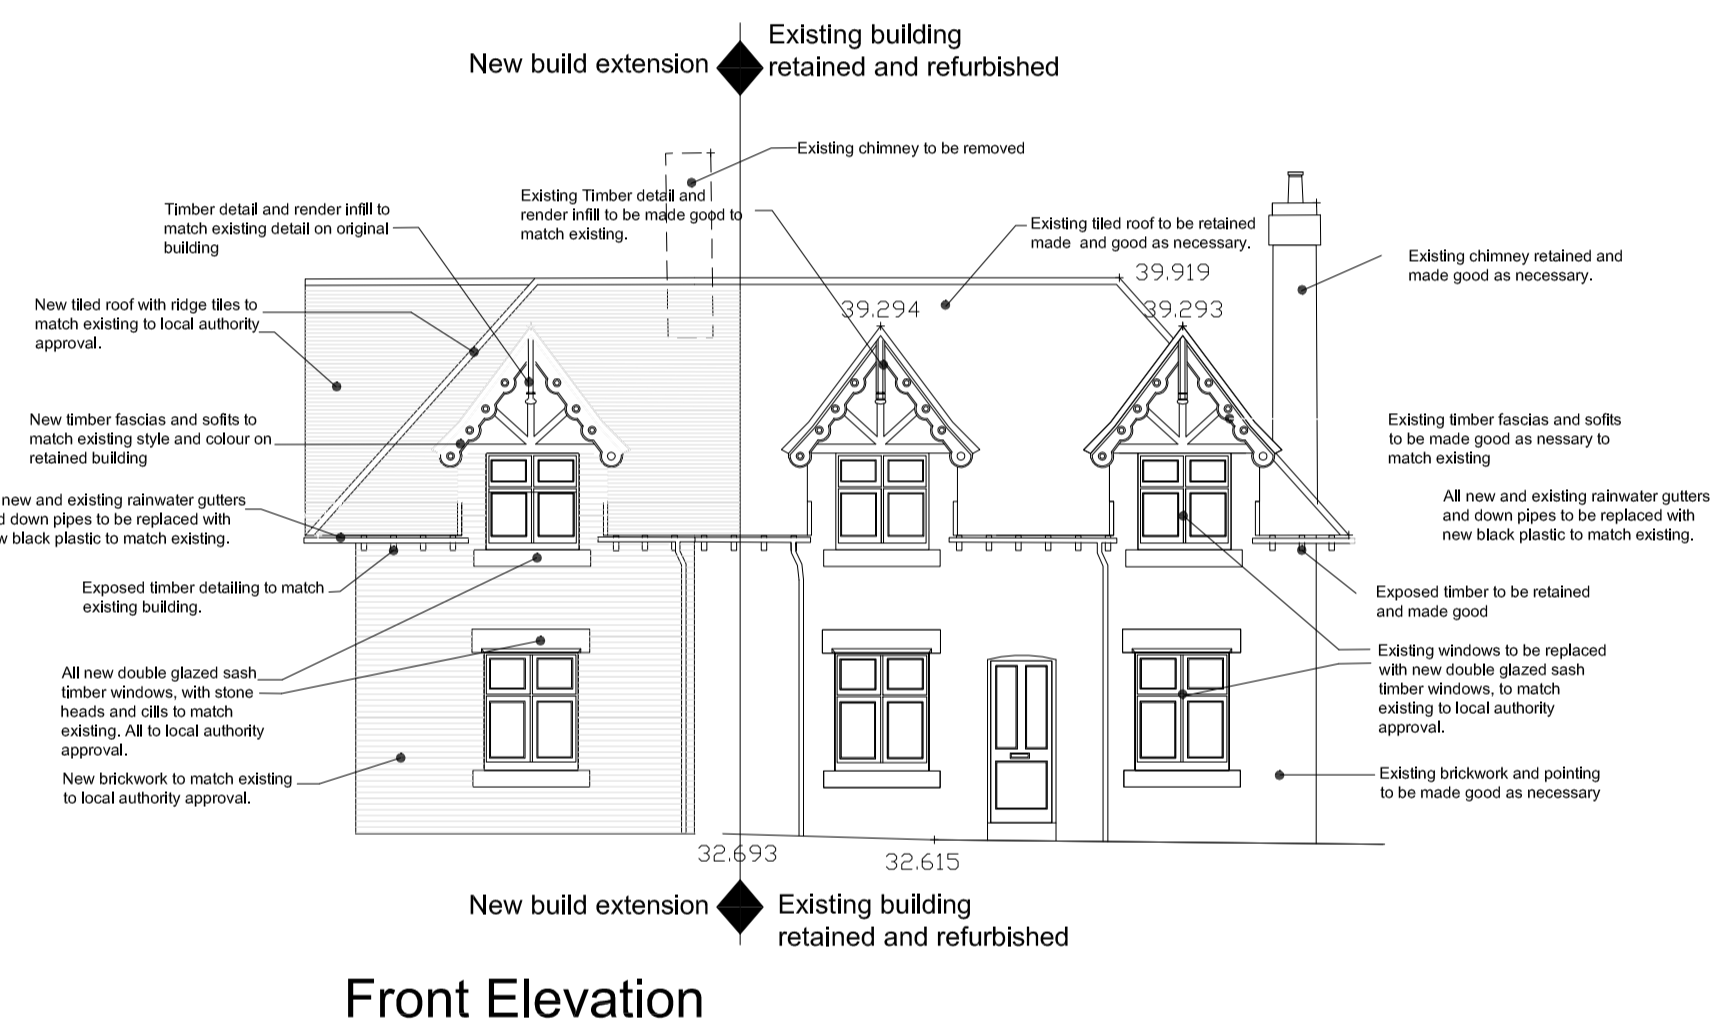 New build extension
Existing building
retained and refurbished
Existing chimney to be removed
Timber detail and render infill to
match existing detail on original
building
Existing Timber detail and
render infill to be made good to
match existing.
Existing tiled roof to be retained
made and good as necessary.
Existing chimney retained and
made good as necessary.
39.919
39.294
39.293
New tiled roof with ridge tiles to
match existing to local authority
approval.
New timber fascias and sofits to
match existing style and colour on
retained building
Existing timber fascias and sofits
to be made good as nessary to
match existing
new and existing rainwater gutters
down pipes to be replaced with
black plastic to match existing.
All new and existing rainwater gutters
and down pipes to be replaced with
new black plastic to match existing.
Exposed timber detailing to match
existing building.
Exposed timber to be retained
and made good
All new double glazed sash
timber windows, with stone
heads and cills to match
existing. All to local authority
approval.
Existing windows to be replaced
with new double glazed sash
timber windows, to match
existing to local authority
approval.
New brickwork to match existing
to local authority approval.
Existing brickwork and pointing
to be made good as necessary
32.693
32.615
New build extension
Existing building
retained and refurbished
Front Elevation